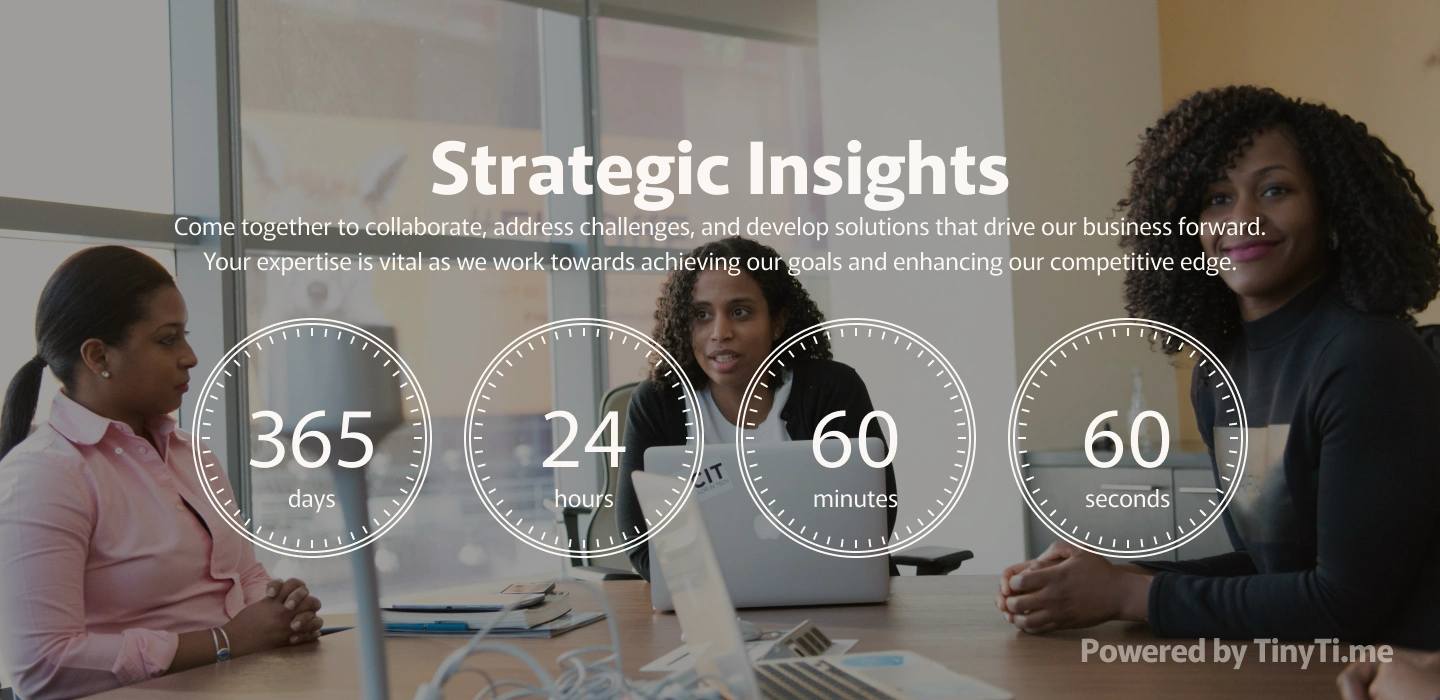 Strategic Insights
Come together to collaborate, address challenges, and develop solutions that drive our business forward.
Your expertise is vital as we work towards achieving our goals and enhancing our competitive edge.
365
24
60
60
days
hours
minutes
seconds
CIT
Powered by TinyTi.me